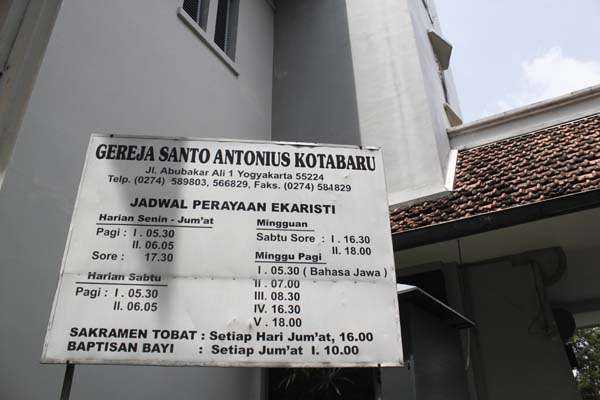 GEREJA SANTO ANTONIUS KOTABARU
Jl. Abubakar Ali 1 Yogyakarta 55224
Telp. (0274) 589803, 566829, Faks. (0274) 581829
JADWAL PERAYAAN EKARISTI
Harian Senin - Jum'at
Pagi : I . 05.30
II. 06.05
Sore : 17.30
Harian Sabtu
Pagi : I . 05.30
II. 06.05
Mingguan
Sabtu Sore : I . 16.30
II. 18.00
Minggu Pagi
I . 05.30 ( Bahasa Jawa )
II . 07.00
III. 08.30
IV. 16.30
V . 18.00
SAKRAMEN TOBAT : Setiap Hari Jum'at, 16.00
BAPTISAN BAYI : Setiap Jum'at I. 10.00